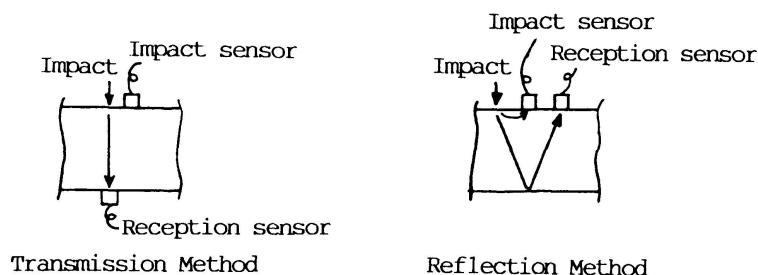 Impact sensor
Impact
Reception sensor
Transmission Method
Impact sensor
Reception sensor
Impact
Reflection Method